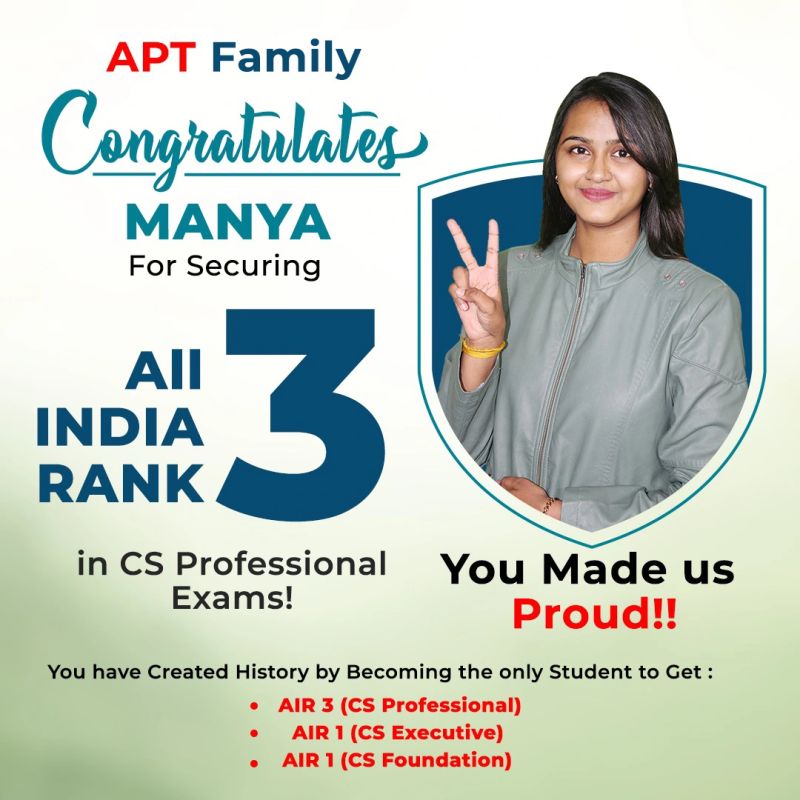 APT Family
Congratulates
MANYA
For Securing
All
INDIA
RANK
3
in CS Professional
Exams!
You Made us
Proud!!
You have Created History by Becoming the only Student to Get :
• AIR 3 (CS Professional)
• AIR 1 (CS Executive)
• AIR 1 (CS Foundation)